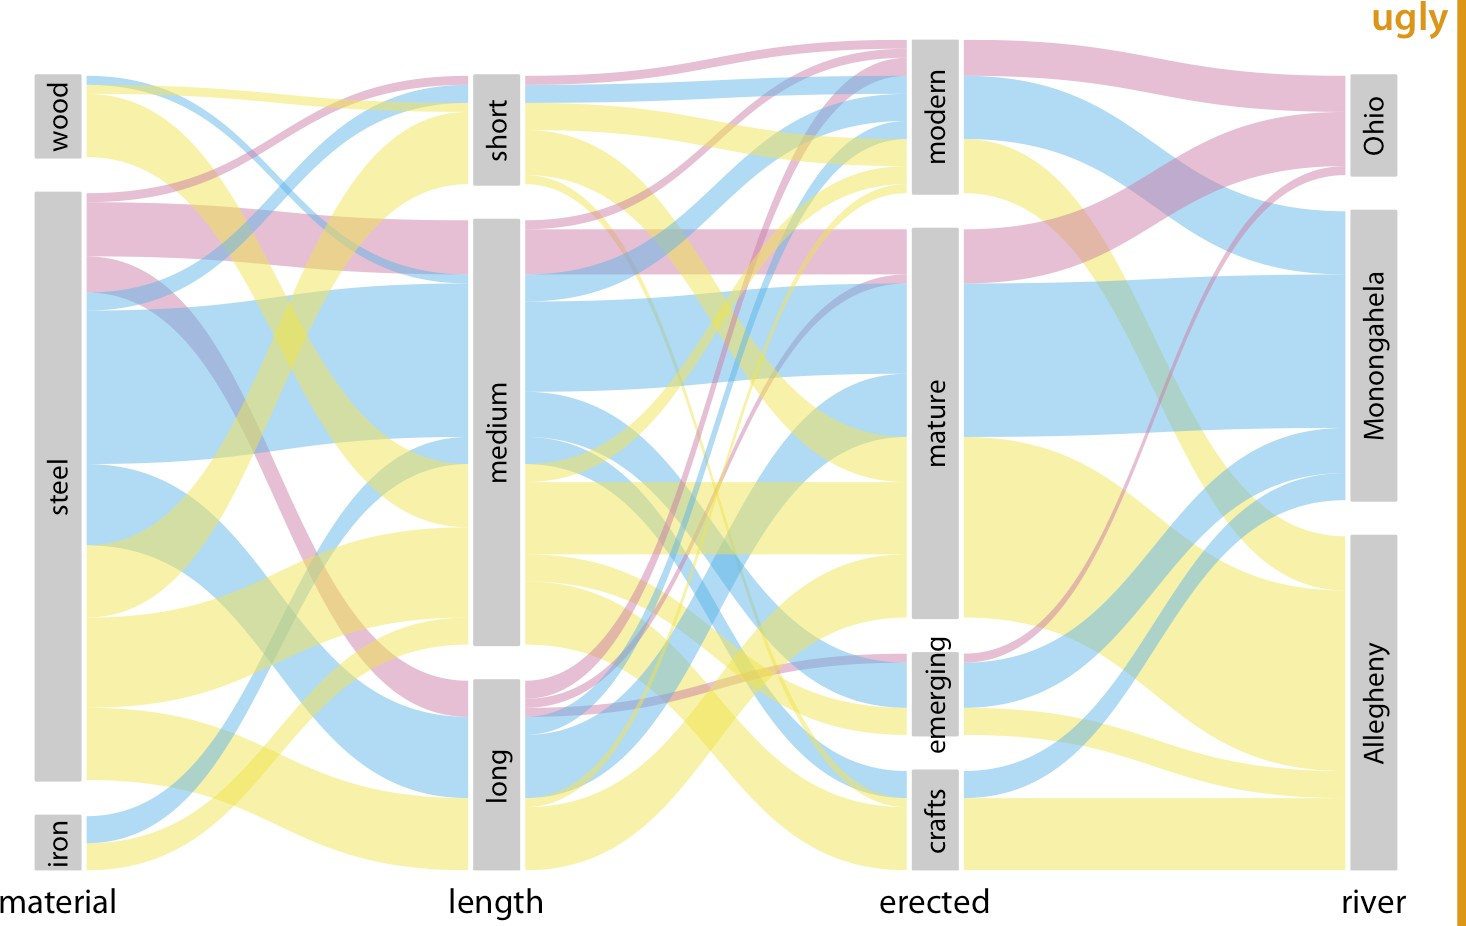 ugly
wood
steel
iron
short
medium
long
modern
mature
emerging
crafts
Ohio
Monongahela
Allegheny
material
length
erected
river